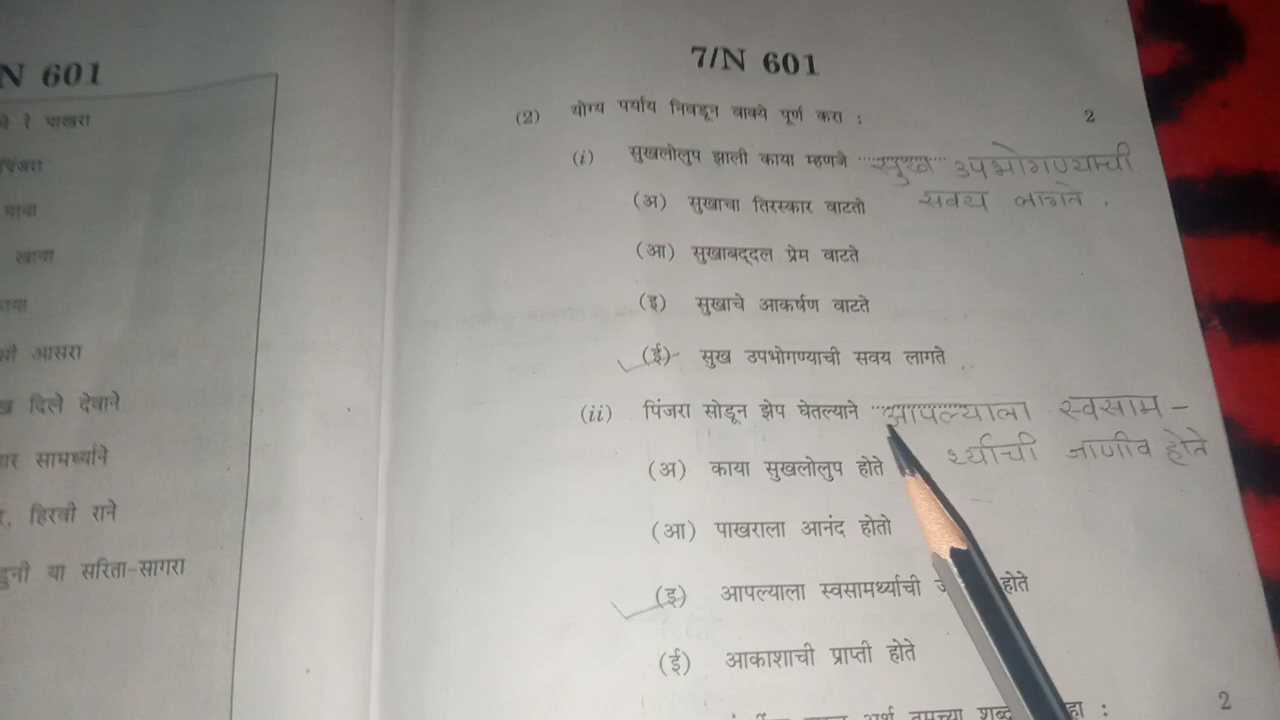 N 601
रे पाखरा
पिंजरा
आसरा
दिले देवाने
सामर्थ्याने
हिरवी राने
या सरिता-सागरा
7/N 601
(2) योग्य पर्याय निवडून वाक्ये पूर्ण करा : 2
(i) सुखलोलुप झाली काया म्हणजे सुख उपभोगण्याची
सवय लागते .
(अ) सुखाचा तिरस्कार वाटतो
(आ) सुखाबद्दल प्रेम वाटते
(इ) सुखाचे आकर्षण वाटते
(ई) सुख उपभोगण्याची सवय लागते
(ii) पिंजरा सोडून झेप घेतल्याने आपल्याला स्वसाम-
र्थ्याची जाणीव होते
(अ) काया सुखलोलुप होते
(आ) पाखराला आनंद होतो
(इ) आपल्याला स्वसामर्थ्याची होते
(ई) आकाशाची प्राप्ती होते
2